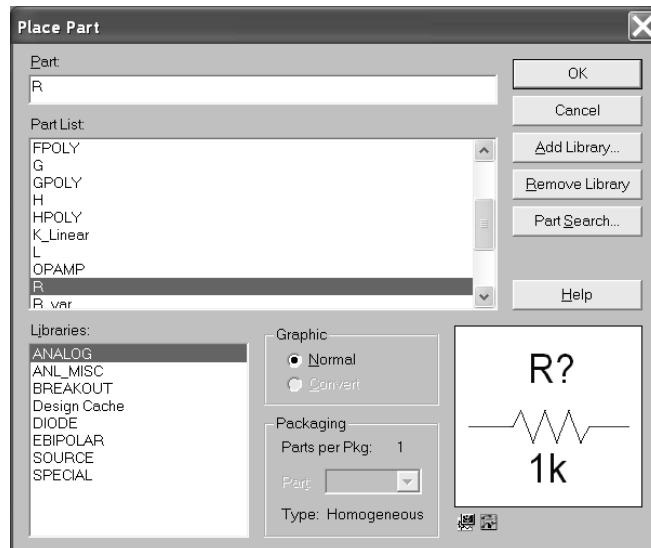 Place Part
Part:
R
OK
Cancel
Add Library...
Remove Library
Part Search...
Help
Part List:
FPOLY
G
GPOLY
H
HPOLY
K_Linear
L
OPAMP
R
R_var
Libraries:
ANALOG
ANL_MISC
BREAKOUT
Design Cache
DIODE
EBIPOLAR
SOURCE
SPECIAL
Graphic
Normal
Convert
Packaging
Parts per Pkg: 1
Part:
Type: Homogeneous
R?
1k